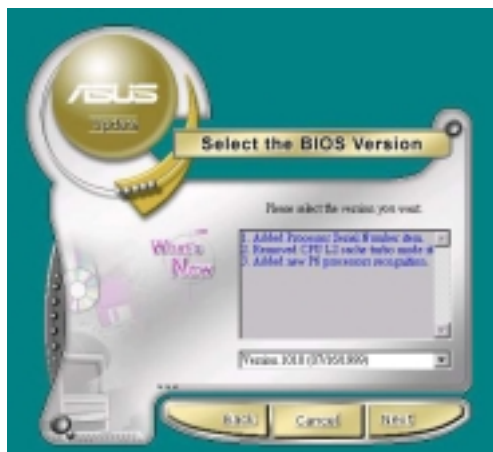 ASUS
Update
Select the BIOS Version
Please select the version you want:
What's
New
1. Added Processor Serial Number item.
2. Removed CPU L2 cache turbo mode
3. Added new P6 processor recognition.
Back
Cancel
Next